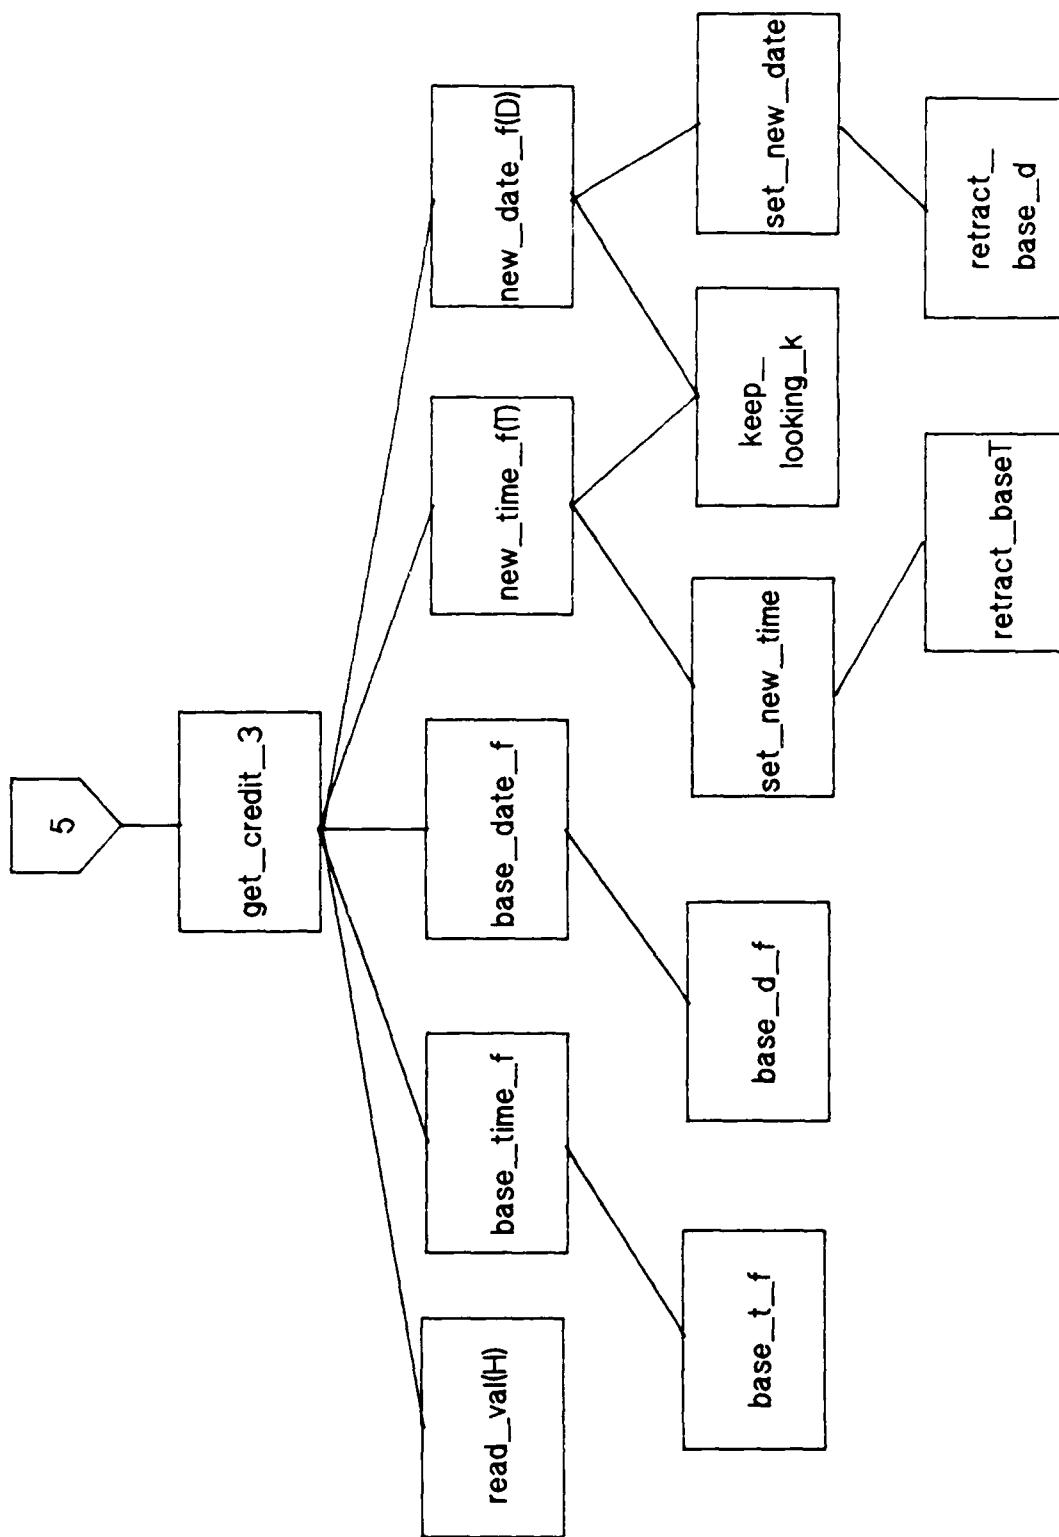 5
get__credit__3
read__val(H)
base__time__f
base__date__f
new__time__f(T)
new__date__f(D)
base__t__f
base__d__f
set__new__time
keep__
looking__k
set__new__date
retract__baseT
retract__
base__d